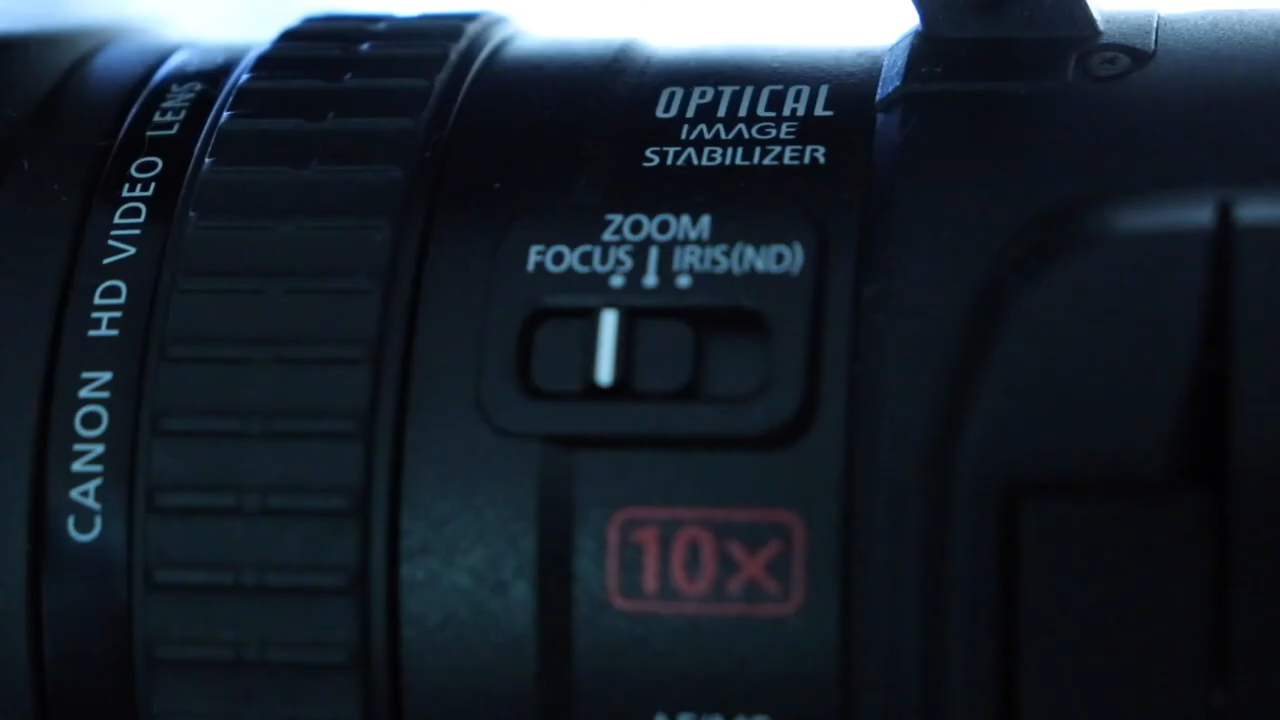 CANON HD VIDEO LENS
OPTICAL
IMAGE
STABILIZER
ZOOM
FOCUS IRIS(ND)
10x